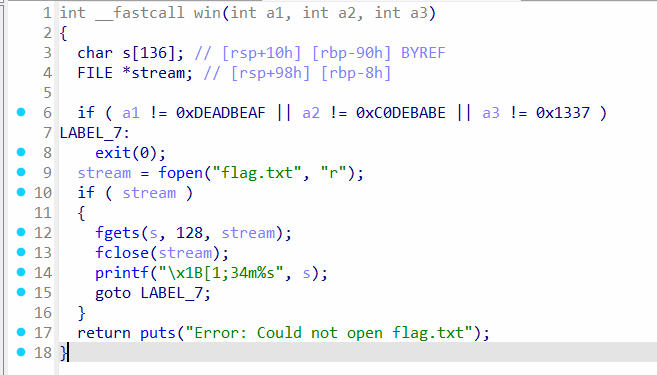 1 int __fastcall win(int a1, int a2, int a3)
2 {
3 char s[136]; // [rsp+10h] [rbp-90h] BYREF
4 FILE *stream; // [rsp+98h] [rbp-8h]
5
6 if ( a1 != 0xDEADBEAF || a2 != 0xC0DEBABE || a3 != 0x1337 )
7 LABEL_7:
8 exit(0);
9 stream = fopen("flag.txt", "r");
10 if ( stream )
11 {
12 fgets(s, 128, stream);
13 fclose(stream);
14 printf("\x1B[1;34m%s", s);
15 goto LABEL_7;
16 }
17 return puts("Error: Could not open flag.txt");
18 }